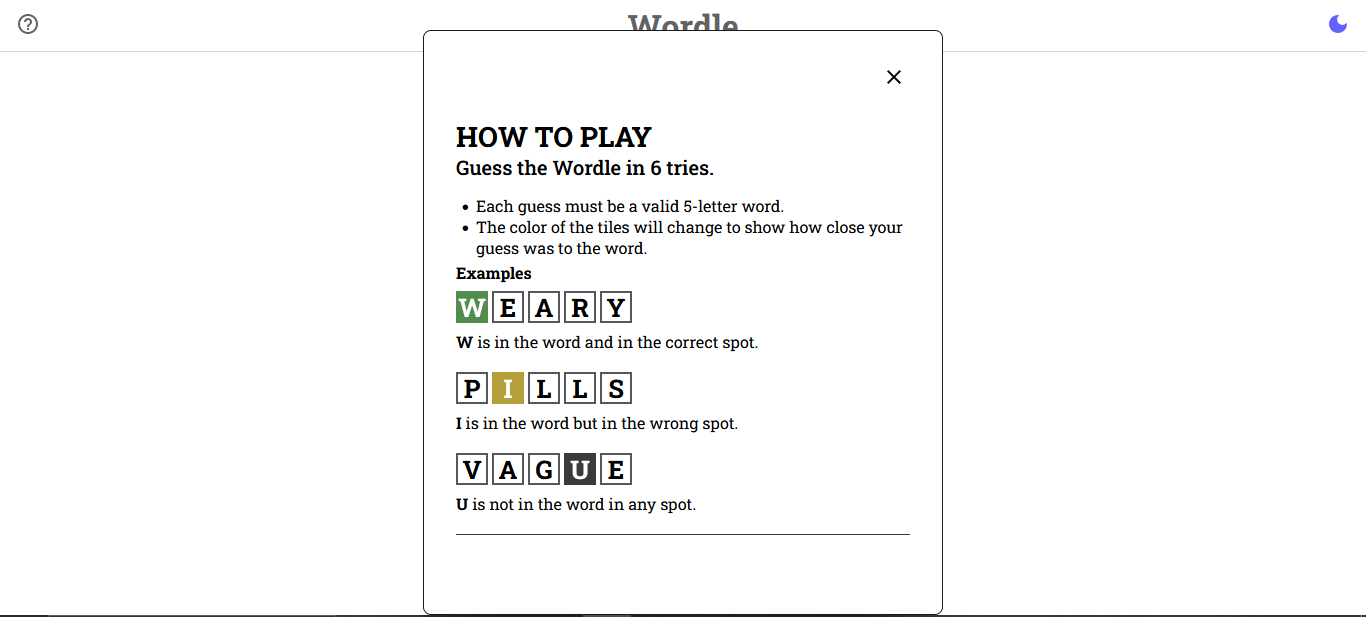 Wordle
HOW TO PLAY
Guess the Wordle in 6 tries.
• Each guess must be a valid 5-letter word.
• The color of the tiles will change to show how close your
guess was to the word.
Examples
W E A R Y
W is in the word and in the correct spot.
P I L L S
I is in the word but in the wrong spot.
V A G U E
U is not in the word in any spot.